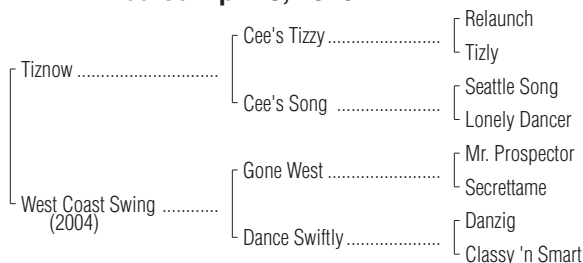 Relaunch
Cee's Tizzy ........................
Tizly
Tiznow ..............................
Seattle Song
Cee's Song ......................
Lonely Dancer
Mr. Prospector
Gone West ........................
Secrettame
West Coast Swing ............
(2004)
Danzig
Dance Swiftly....................
Classy 'n Smart